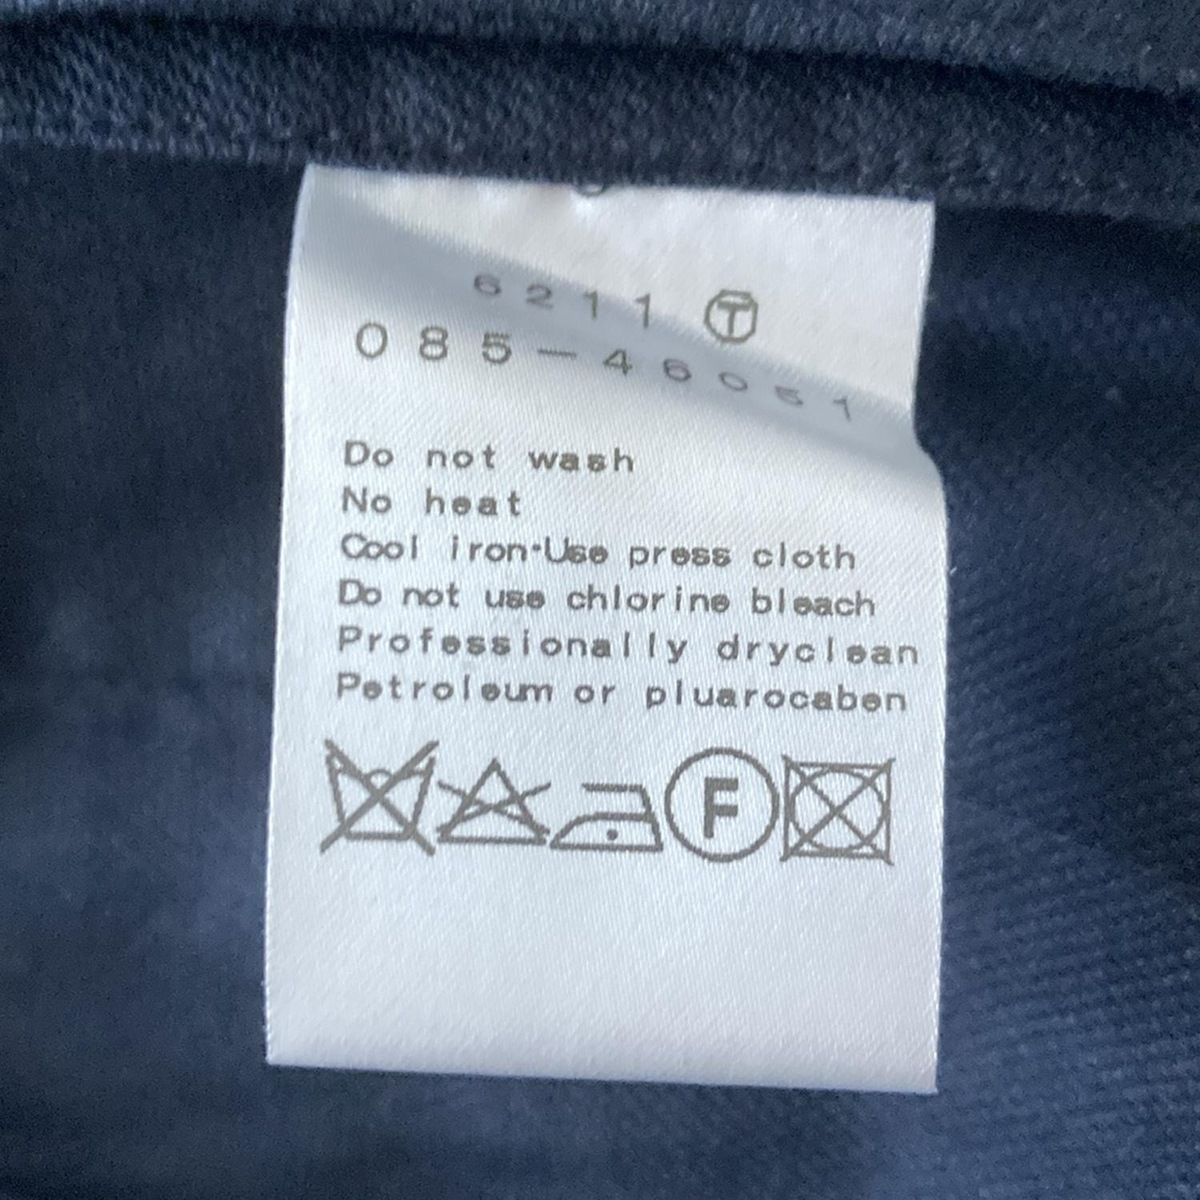 6211 Ⓣ
085-46051
Do not wash
No heat
Cool iron·Use press cloth
Do not use chlorine bleach
Professionally dryclean
Petroleum or pluarocaben
F